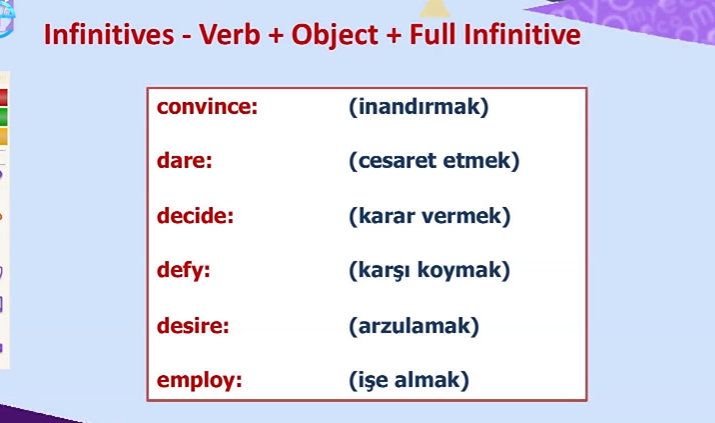 Infinitives - Verb + Object + Full Infinitive
convince: (inandırmak)
dare: (cesaret etmek)
decide: (karar vermek)
defy: (karşı koymak)
desire: (arzulamak)
employ: (işe almak)